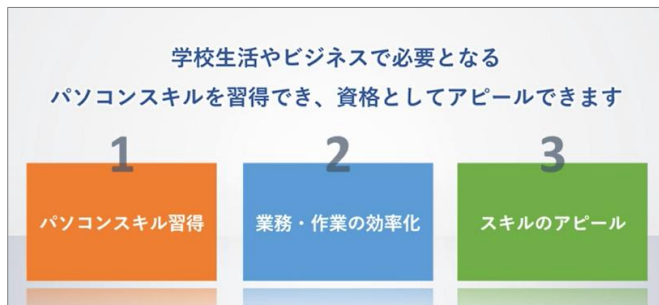 学校生活やビジネスで必要となる
パソコンスキルを習得でき、資格としてアピールできます
1
2
3
パソコンスキル習得
業務・作業の効率化
スキルのアピール